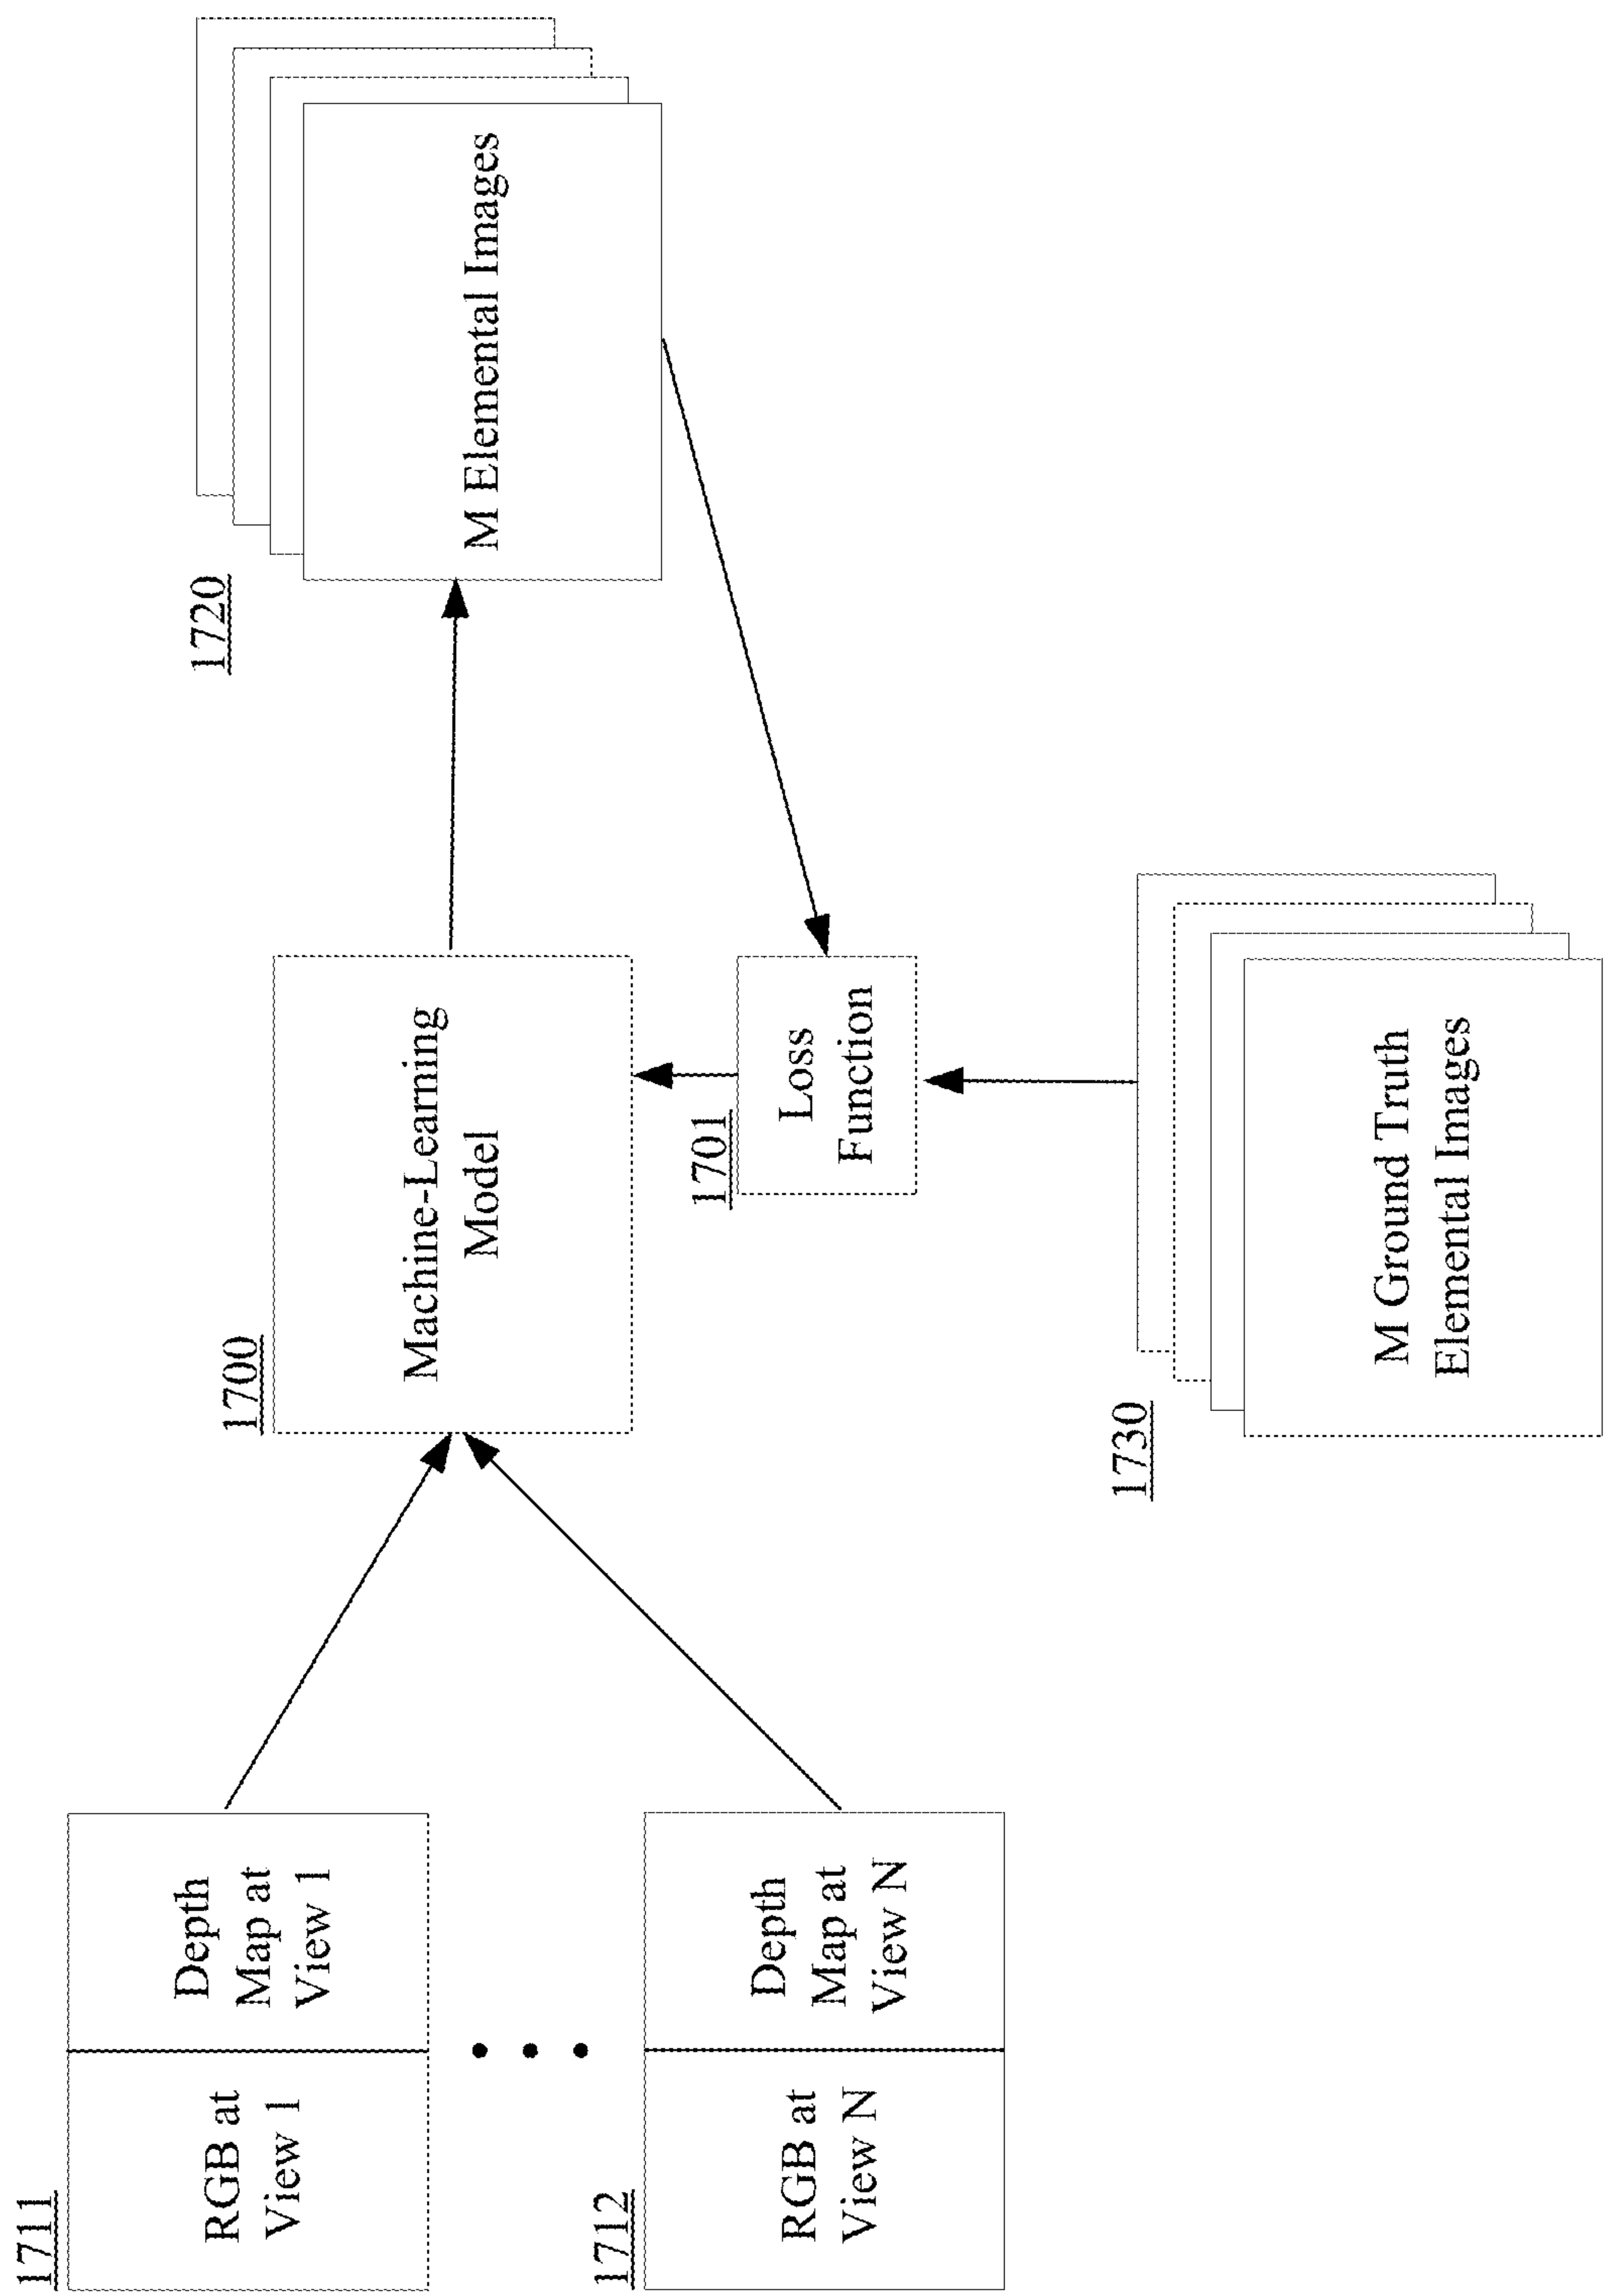 1711
RGB at
View 1
Depth
Map at
View 1
1712
RGB at
View N
Depth
Map at
View N
1700
Machine-Learning
Model
1701
Loss
Function
1720
M Elemental Images
1730
M Ground Truth
Elemental Images